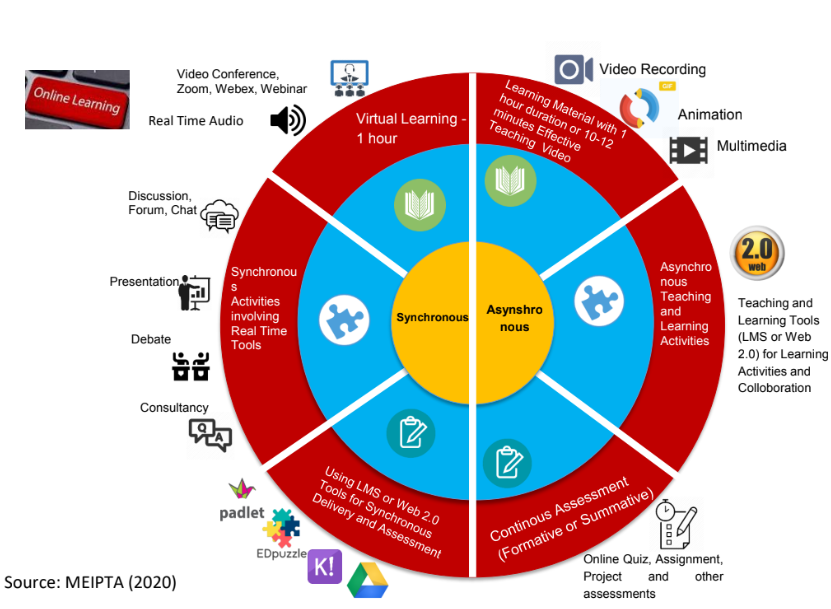 Online Learning
Video Conference,
Zoom, Webex, Webinar
Real Time Audio
Virtual Learning -
1 hour
Learning Material with 1
hour duration or 10-12
minutes Effective
Teaching Video
Video Recording
GIF
Animation
Multimedia
Discussion,
Forum, Chat
Presentation
Debate
Consultancy
Q
A
Synchronou
s
Activities
involving
Real Time
Tools
Synchronous
Asynshro
nous
Asynchro
nous
Teaching
and
Learning
Activities
2.0
web
Teaching and
Learning Tools
(LMS or Web
2.0) for Learning
Activities and
Colloboration
Using LMS or Web 2.0
Tools for Synchronous
Delivery and Assessment
Continous Assessment
(Formative or Summative)
padlet
EDpuzzle
K!
Online Quiz, Assignment,
Project and other
assessments
Source: MEIPTA (2020)